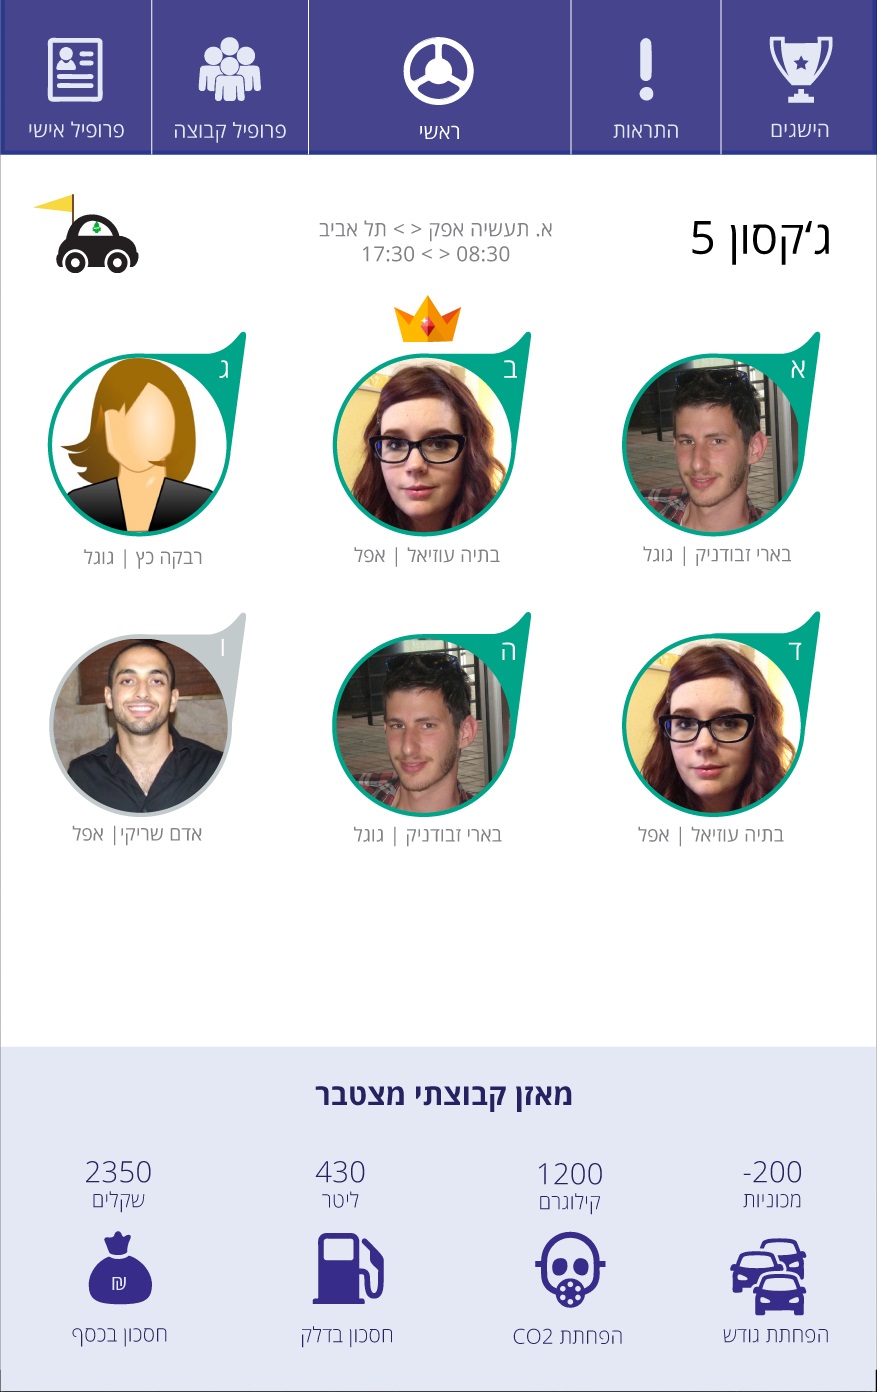 הישגים
התראות
ראשי
פרופיל קבוצה
פרופיל אישי
ג'קסון 5
א. תעשיה אפק < > תל אביב
08:30 < > 17:30
א
ב
ג
בארי זבודניק | גוגל
בתיה עוזיאל | אפל
רבקה כץ | גוגל
ד
ה
ו
בתיה עוזיאל | אפל
בארי זבודניק | גוגל
אדם שריקי| אפל
מאזן קבוצתי מצטבר
-200
מכוניות
הפחתת גודש
1200
קילוגרם
הפחתת CO2
430
ליטר
חסכון בדלק
2350
שקלים
₪
חסכון בכסף